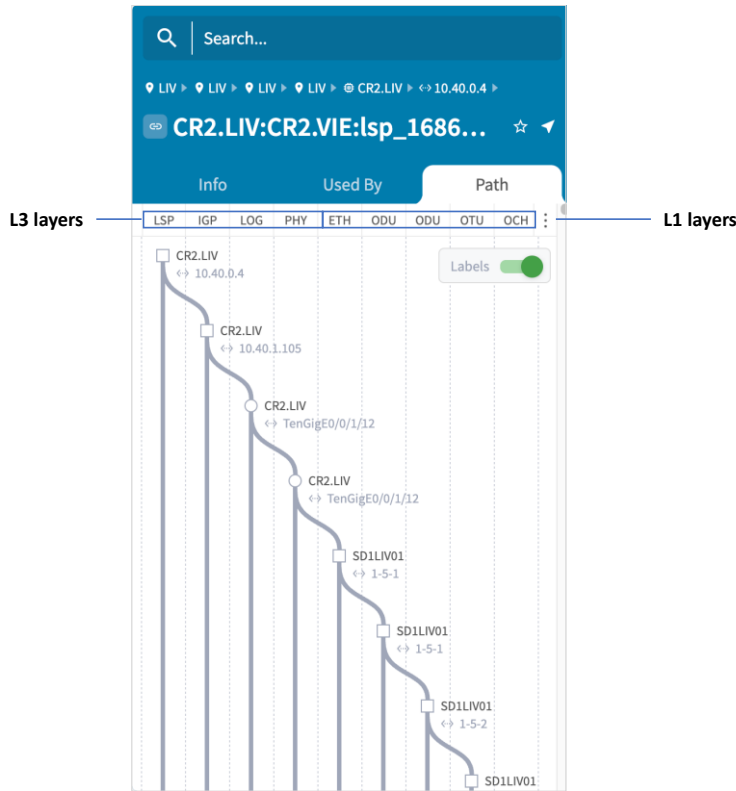 Search...
LIV LIV LIV LIV CR2.LIV 10.40.0.4
CR2.LIV:CR2.VIE:lsp_1686...
Info Used By Path
L3 layers LSP IGP LOG PHY ETH ODU ODU OTU OCH L1 layers
Labels
CR2.LIV
10.40.0.4
CR2.LIV
10.40.1.105
CR2.LIV
TenGigE0/0/1/12
CR2.LIV
TenGigE0/0/1/12
SD1LIV01
1-5-1
SD1LIV01
1-5-1
SD1LIV01
1-5-2
SD1LIV01